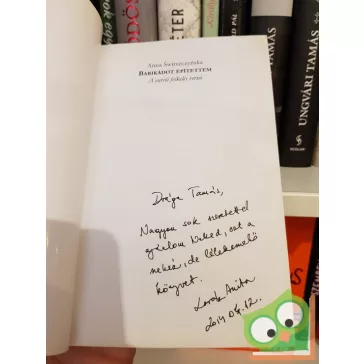 UNGVÁRI TAMÁS
Anna Świrszczyńska
BARIKÁDOT ÉPÍTETTEM
A varsói felkelés versei
Drága Tamás,
Nagyon sok szeretettel
ajánlom Neked, ezt a
nehéz, de lélekemelő
könyvet.
Anita
2014 04. 12.